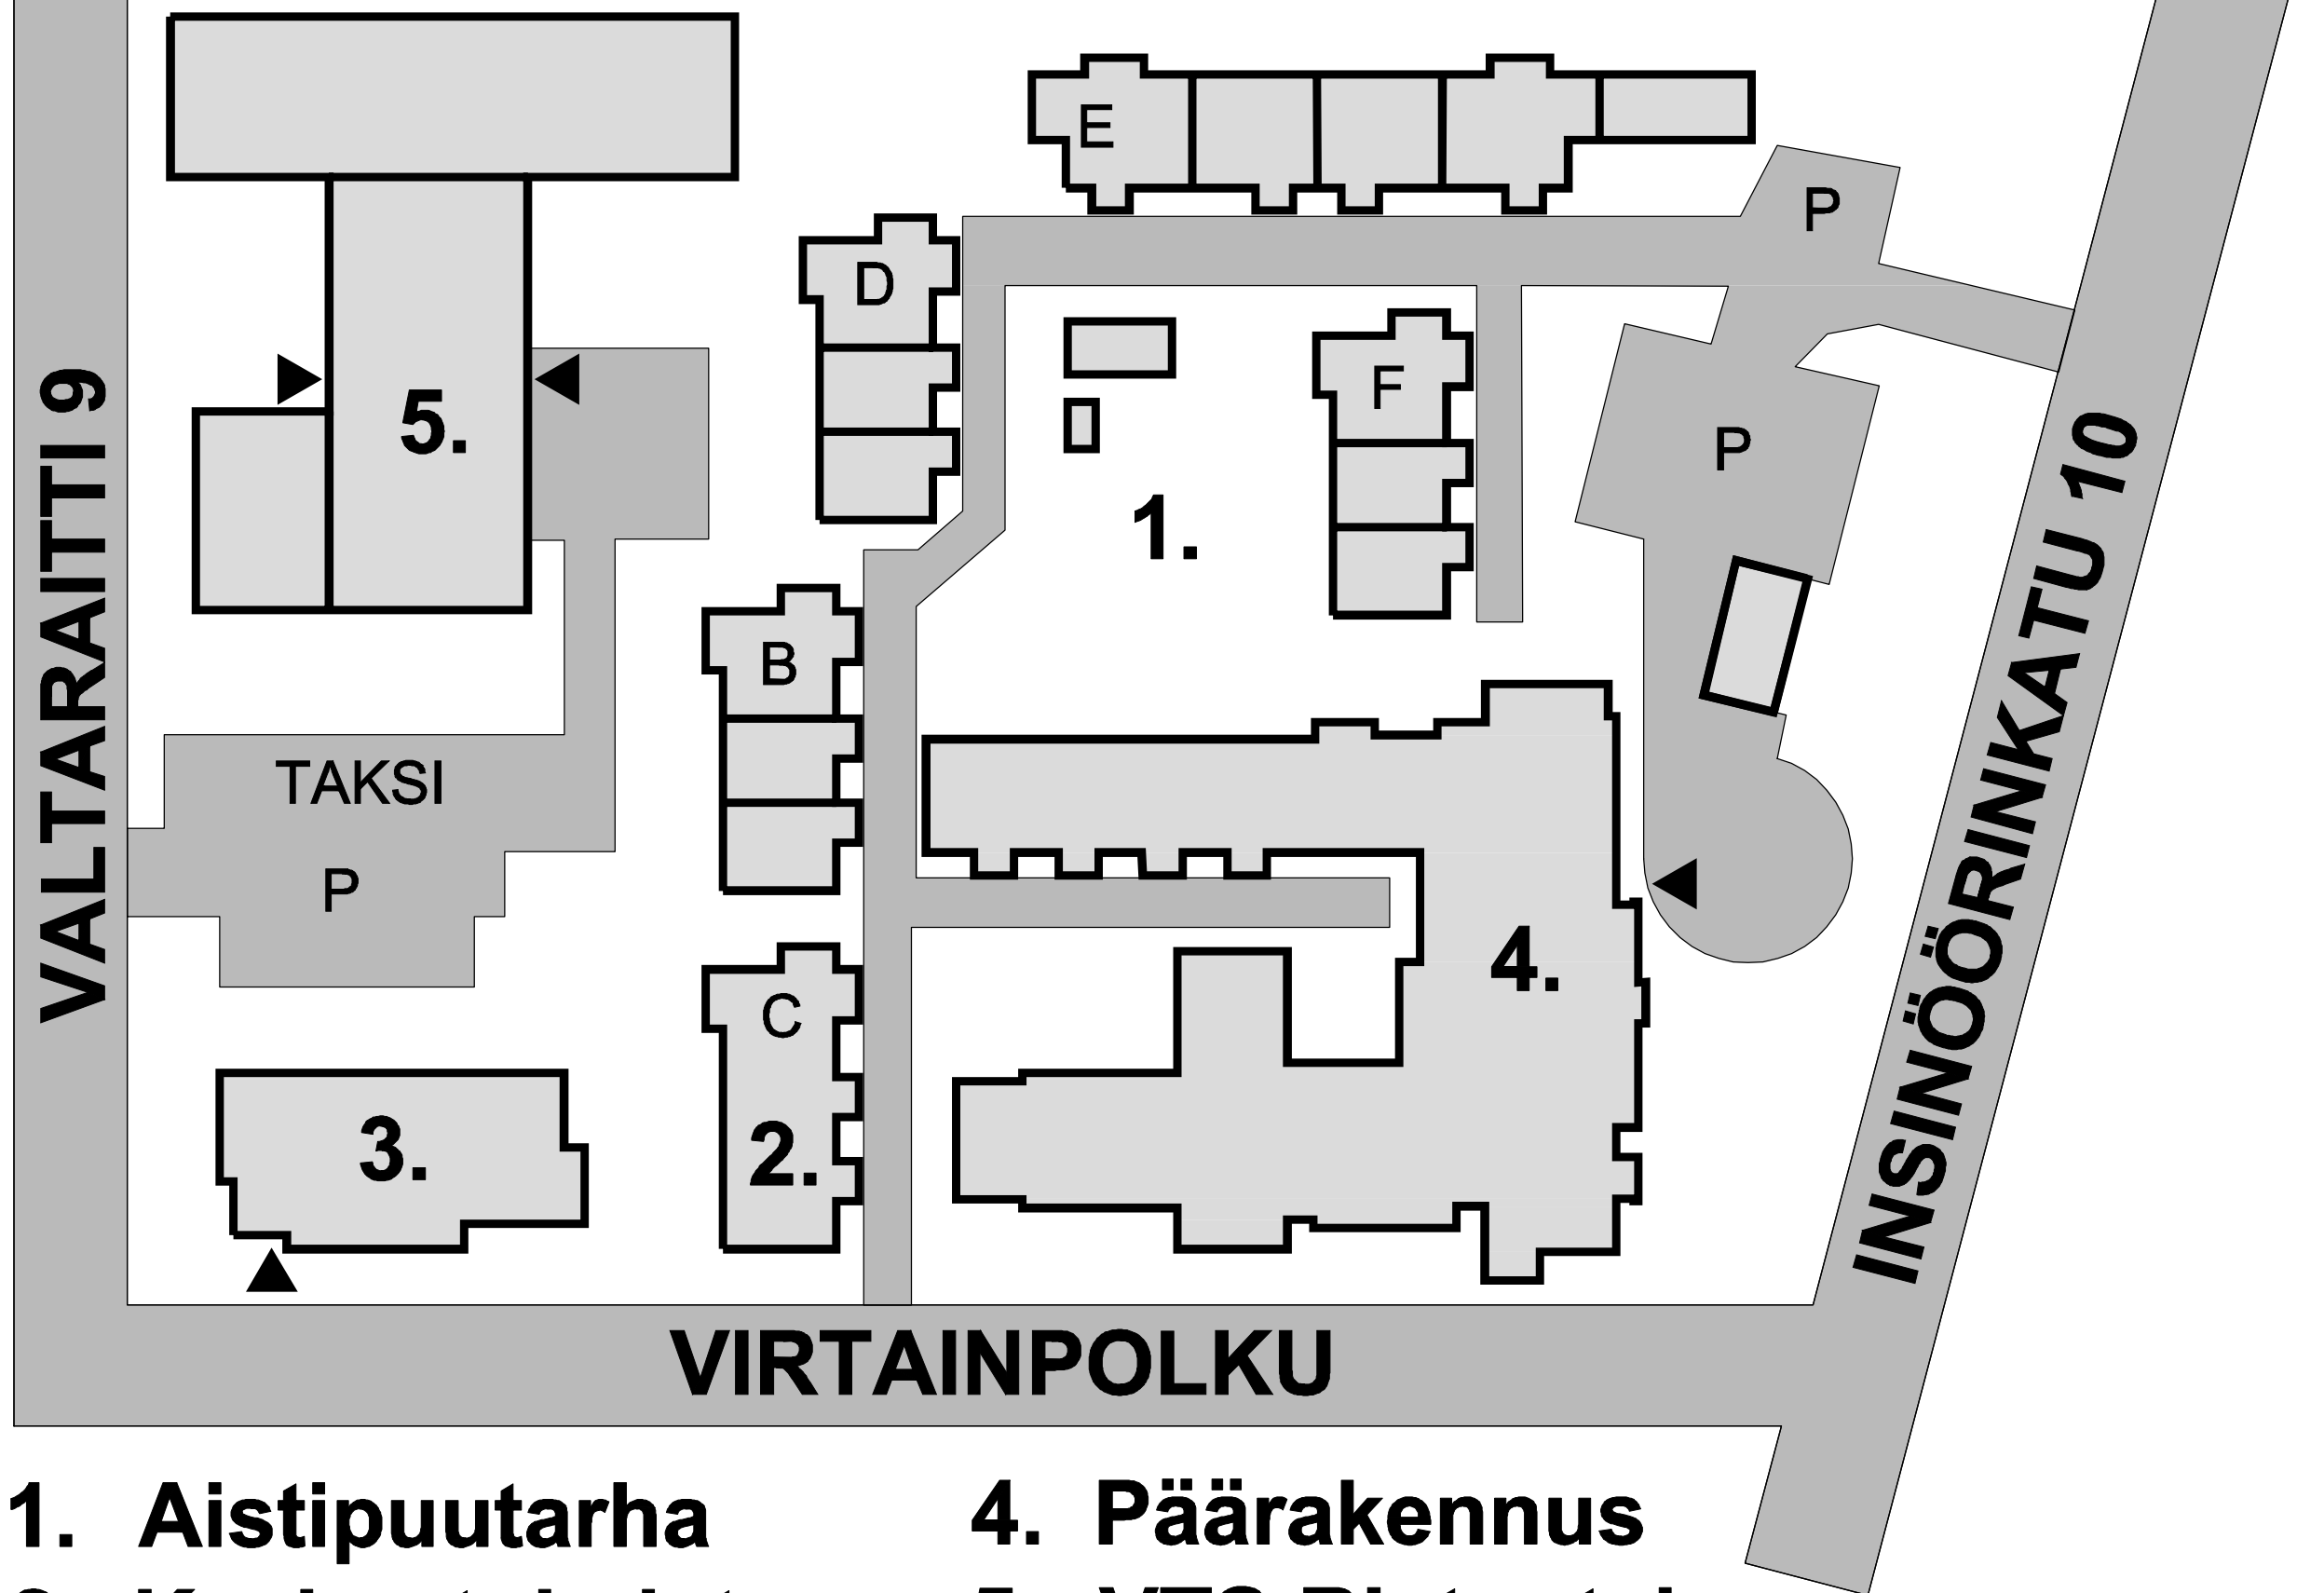 E
P
D
F
5.
P
1.
B
TAKSI
P
4.
C
3.
2.
VALTARAITTI 9
INSINÖÖRINKATU 10
VIRTAINPOLKU
1. Aistipuutarha
4. Päärakennus